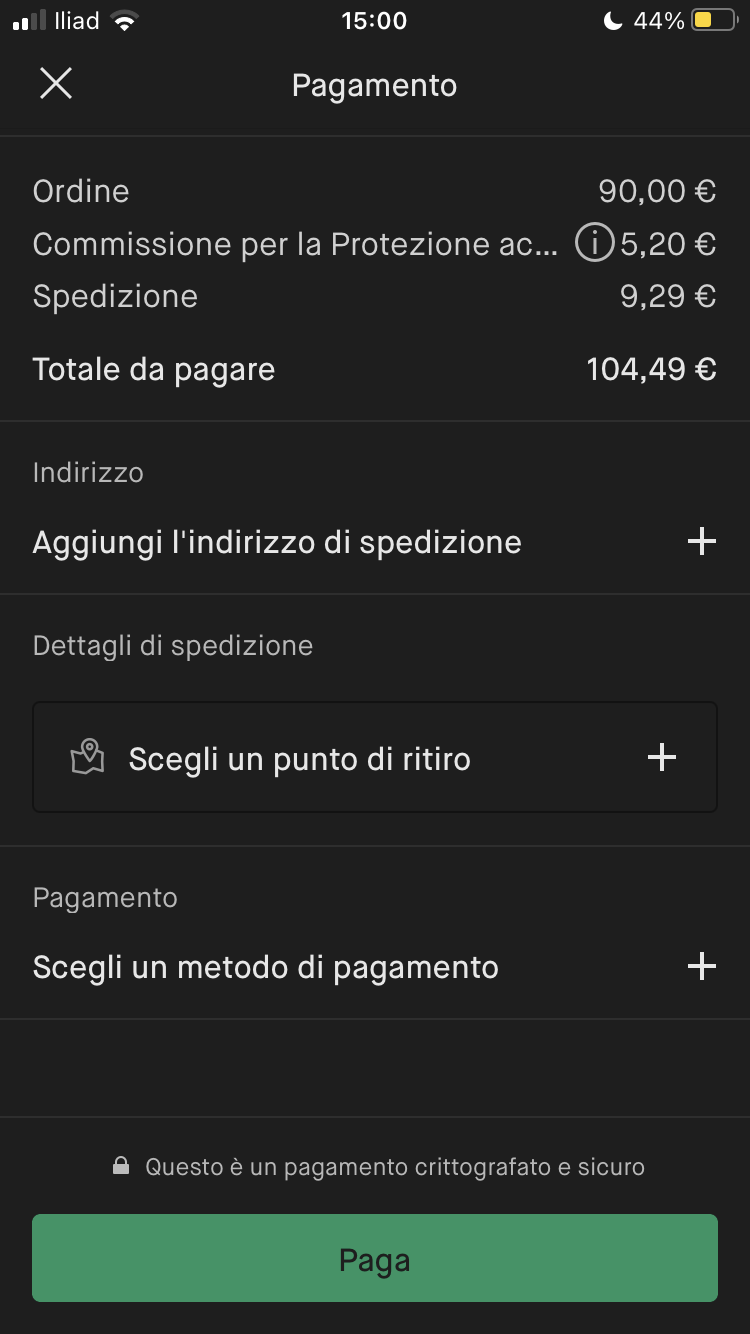 Iliad 15:00 44%
Pagamento
Ordine 90,00 €
Commissione per la Protezione ac... i 5,20 €
Spedizione 9,29 €
Totale da pagare 104,49 €
Indirizzo
Aggiungi l'indirizzo di spedizione +
Dettagli di spedizione
Scegli un punto di ritiro +
Pagamento
Scegli un metodo di pagamento +
Questo è un pagamento crittografato e sicuro
Paga